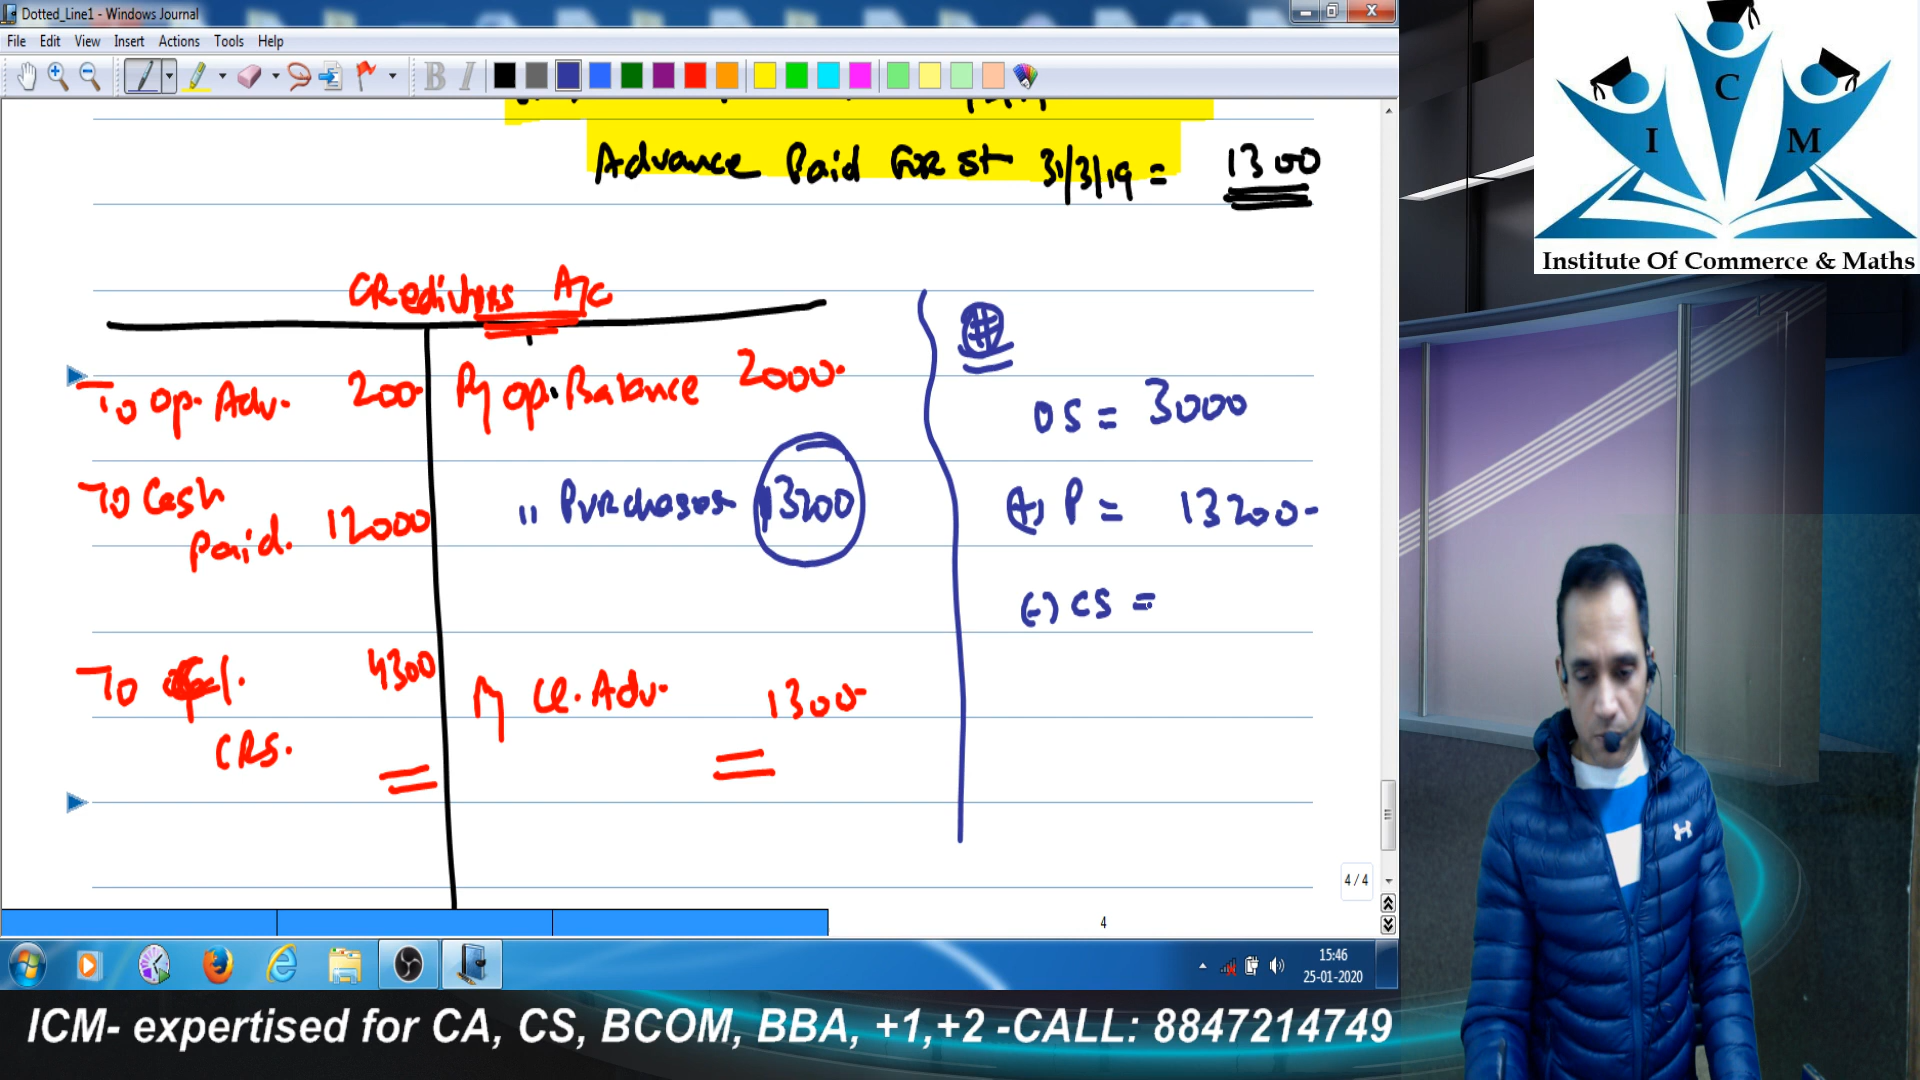 Dotted_Line1 - Windows Journal
File Edit View Insert Actions Tools Help
B I
Advance Paid For St 31/3/19 = 1300
Creditors A/c
To op. Adv. 200 By op. Balance 2000
To Cash Paid. 12000 " Purchases 13200
To cl. CRS. 4300 By Cl. Adv. 1300
#
OS = 3000
(+) P = 13200
(-) CS =
4 / 4
4
15:46
25-01-2020
I C M
Institute Of Commerce & Maths
ICM- expertised for CA, CS, BCOM, BBA, +1,+2 -CALL: 8847214749